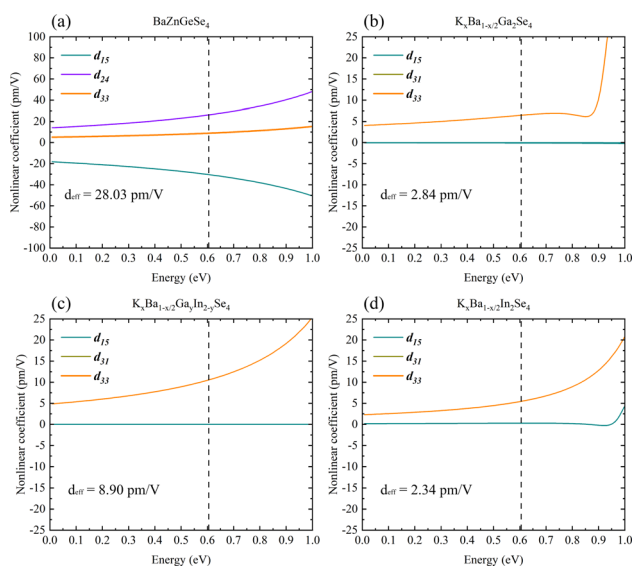 (a)
BaZnGeSe4
Nonlinear coefficient (pm/V)
100
80
60
40
20
0
-20
-40
-60
-80
-100
d15
d24
d33
deff = 28.03 pm/V
0.0 0.1 0.2 0.3 0.4 0.5 0.6 0.7 0.8 0.9 1.0
Energy (eV)
(b)
KxBa1-x/2Ga2Se4
Nonlinear coefficient (pm/V)
25
20
15
10
5
0
-5
-10
-15
-20
-25
d15
d31
d33
deff = 2.84 pm/V
0.0 0.1 0.2 0.3 0.4 0.5 0.6 0.7 0.8 0.9 1.0
Energy (eV)
(c)
KxBa1-x/2GayIn2-ySe4
Nonlinear coefficient (pm/V)
25
20
15
10
5
0
-5
-10
-15
-20
-25
d15
d31
d33
deff = 8.90 pm/V
0.0 0.1 0.2 0.3 0.4 0.5 0.6 0.7 0.8 0.9 1.0
Energy (eV)
(d)
KxBa1-x/2In2Se4
Nonlinear coefficient (pm/V)
25
20
15
10
5
0
-5
-10
-15
-20
-25
d15
d31
d33
deff = 2.34 pm/V
0.0 0.1 0.2 0.3 0.4 0.5 0.6 0.7 0.8 0.9 1.0
Energy (eV)